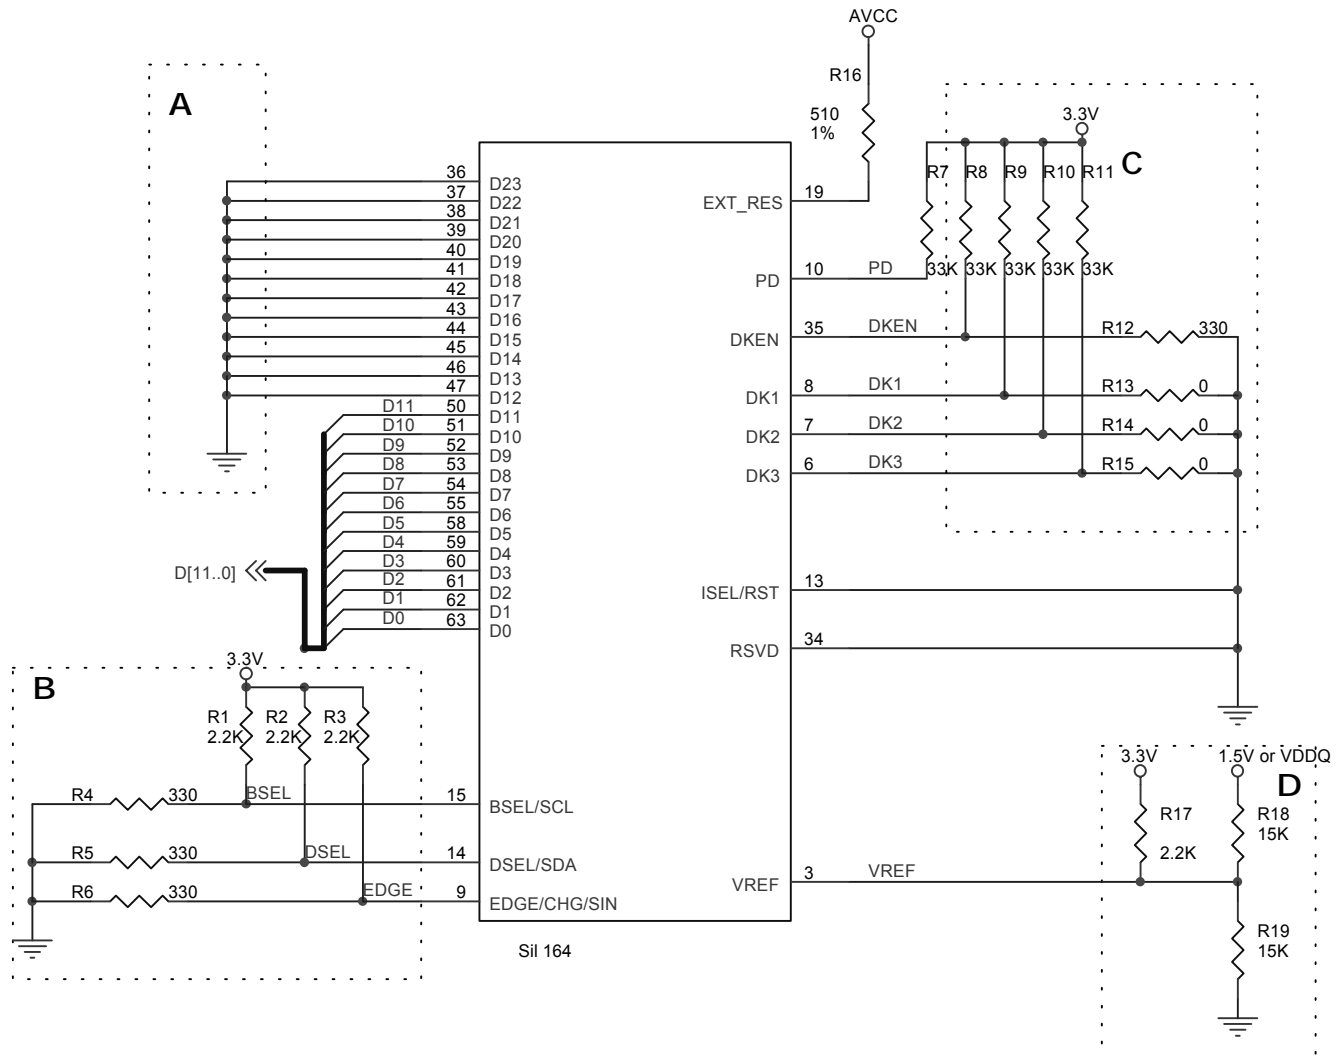 AVCC
R16
510
1%
A
3.3V
C
R7 R8 R9 R10 R11
33K 33K 33K 33K 33K
36 D23
37 D22
38 D21
39 D20
40 D19
41 D18
42 D17
43 D16
44 D15
45 D14
46 D13
47 D12
D11 50 D11
D10 51 D10
D9 52 D9
D8 53 D8
D7 54 D7
D6 55 D6
D5 58 D5
D4 59 D4
D3 60 D3
D2 61 D2
D1 62 D1
D0 63 D0
D[11..0]
EXT_RES 19
PD 10 PD
DKEN 35 DKEN R12 330
DK1 8 DK1 R13 0
DK2 7 DK2 R14 0
DK3 6 DK3 R15 0
ISEL/RST 13
RSVD 34
B
3.3V
R1 R2 R3
2.2K 2.2K 2.2K
R4 330 BSEL 15 BSEL/SCL
R5 330 DSEL 14 DSEL/SDA
R6 330 EDGE 9 EDGE/CHG/SIN
SiI 164
3.3V 1.5V or VDDQ
D
R17
2.2K
R18
15K
VREF 3 VREF
R19
15K